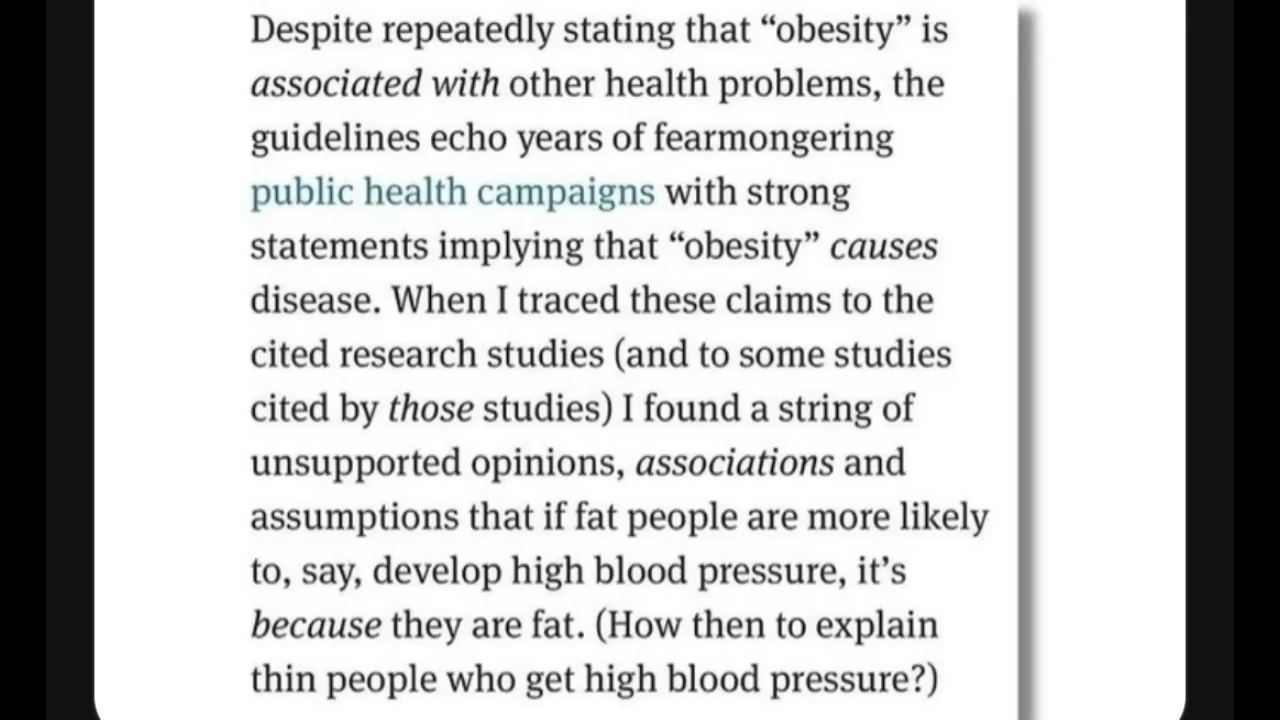 Despite repeatedly stating that “obesity” is
associated with other health problems, the
guidelines echo years of fearmongering
public health campaigns with strong
statements implying that “obesity” causes
disease. When I traced these claims to the
cited research studies (and to some studies
cited by those studies) I found a string of
unsupported opinions, associations and
assumptions that if fat people are more likely
to, say, develop high blood pressure, it’s
because they are fat. (How then to explain
thin people who get high blood pressure?)